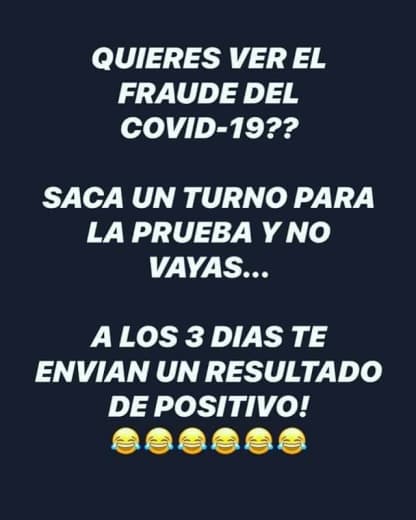 QUIERES VER EL
FRAUDE DEL
COVID-19??
SACA UN TURNO PARA
LA PRUEBA Y NO
VAYAS...
A LOS 3 DIAS TE
ENVIAN UN RESULTADO
DE POSITIVO!
😂😂😂😂😂😂